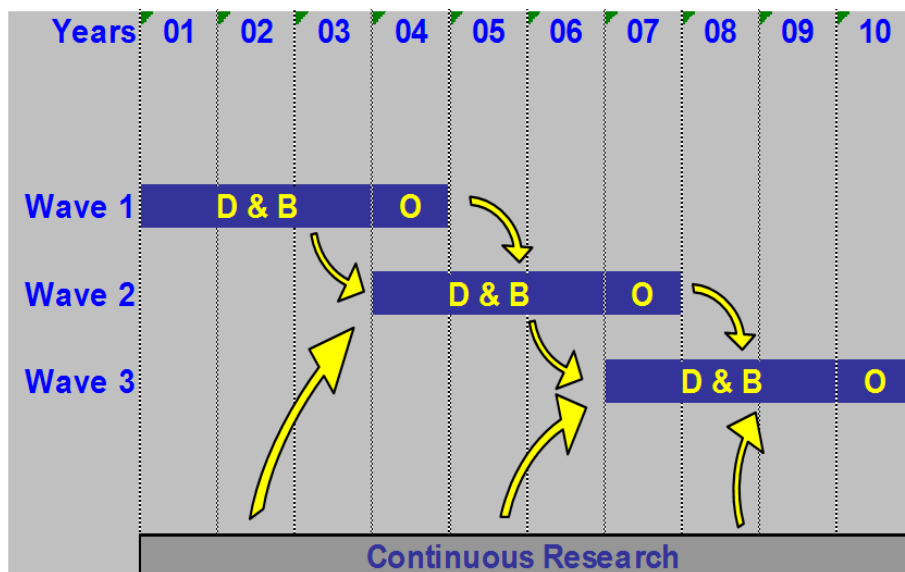 Years 01 02 03 04 05 06 07 08 09 10
Wave 1 D & B O
Wave 2 D & B O
Wave 3 D & B O
Continuous Research